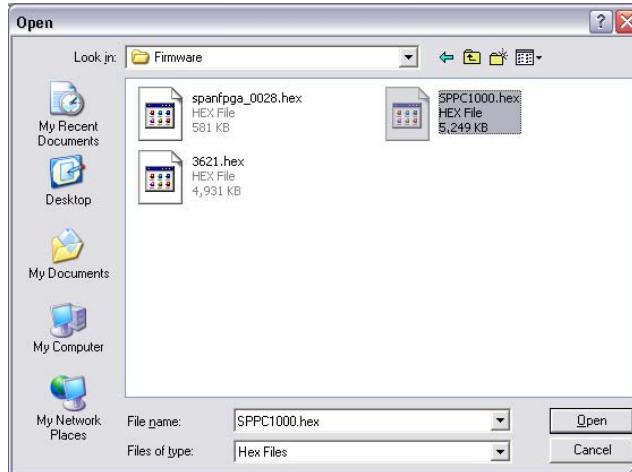 Open
Look in: Firmware
spanfpga_0028.hex
HEX File
581 KB
SPPC1000.hex
HEX File
5,249 KB
3621.hex
HEX File
4,931 KB
My Recent
Documents
Desktop
My Documents
My Computer
My Network
Places
File name: SPPC1000.hex Open
Files of type: Hex Files Cancel